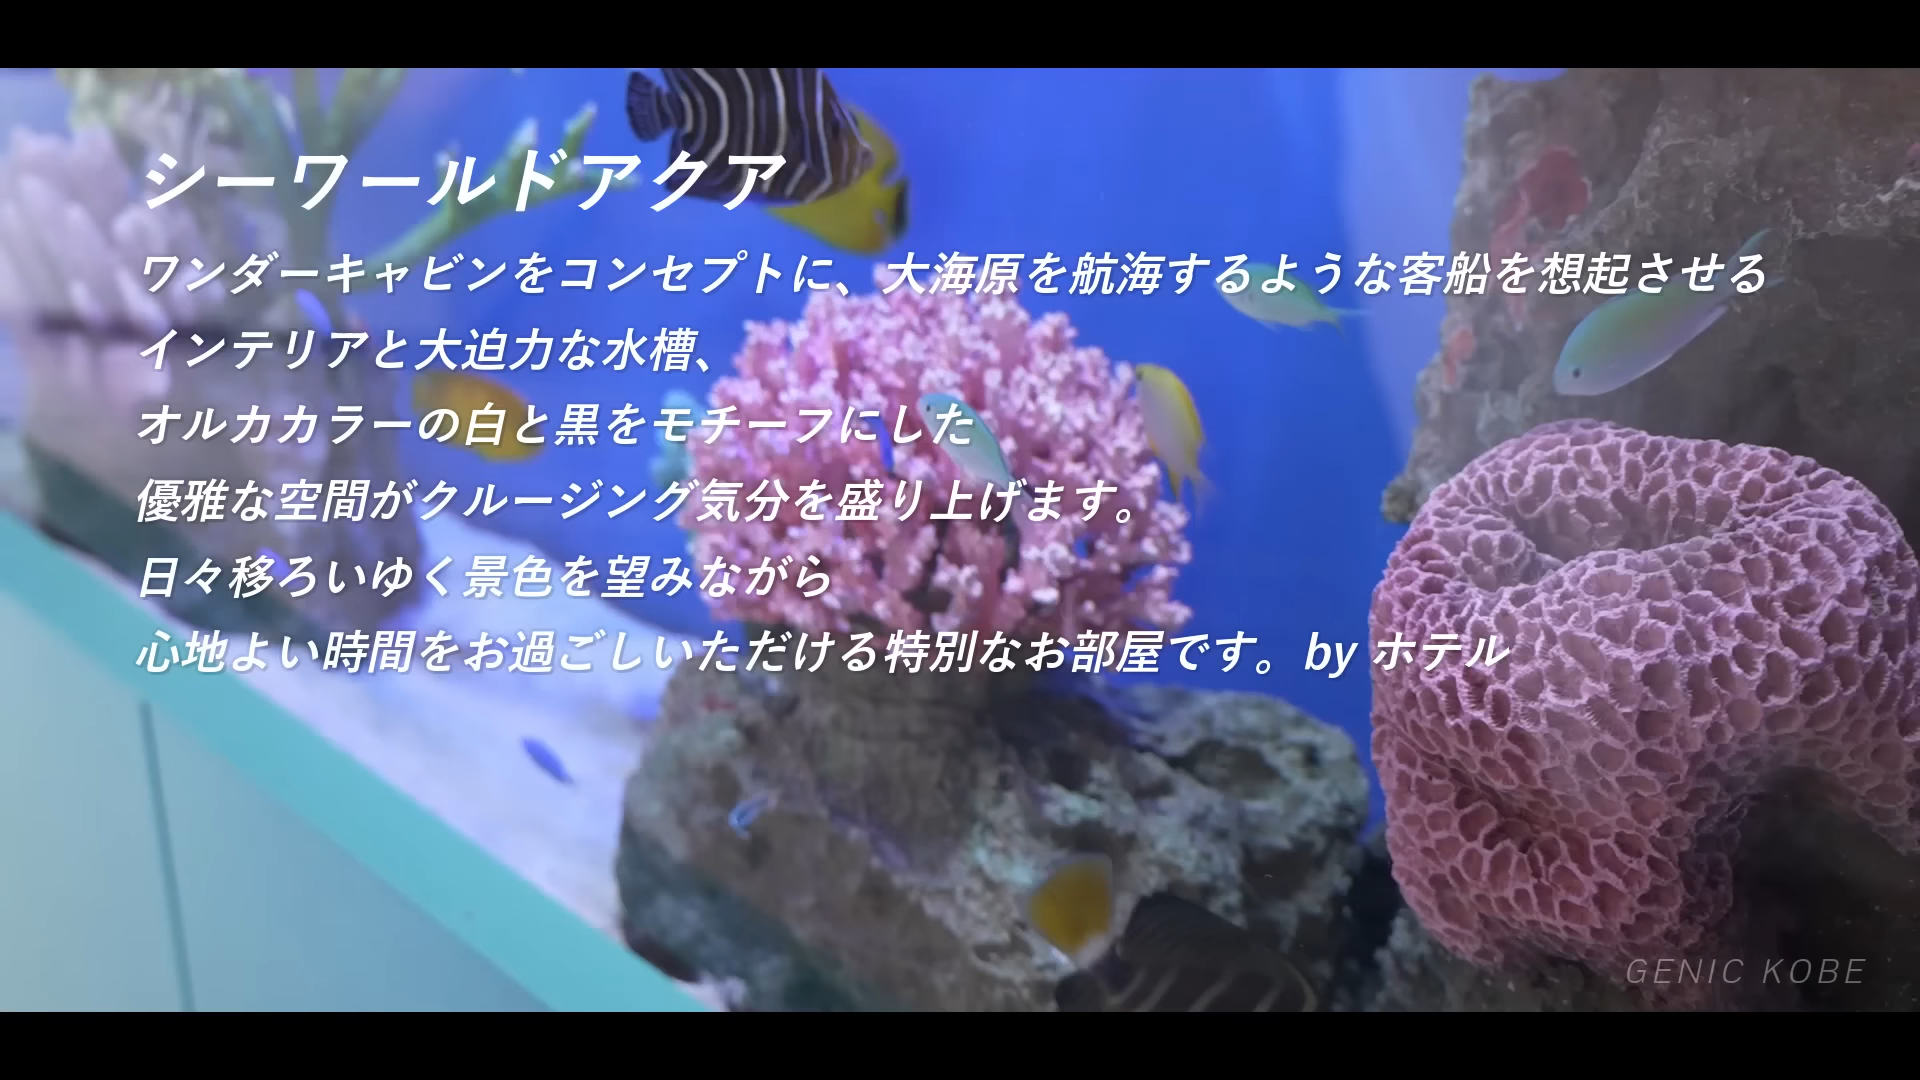 シーワールドアクア
ワンダーキャビンをコンセプトに、大海原を航海するような客船を想起させる
インテリアと大迫力な水槽、
オルカカラーの白と黒をモチーフにした
優雅な空間がクルージング気分を盛り上げます。
日々移ろいゆく景色を望みながら
心地よい時間をお過ごしいただける特別なお部屋です。by ホテル
GENIC KOBE